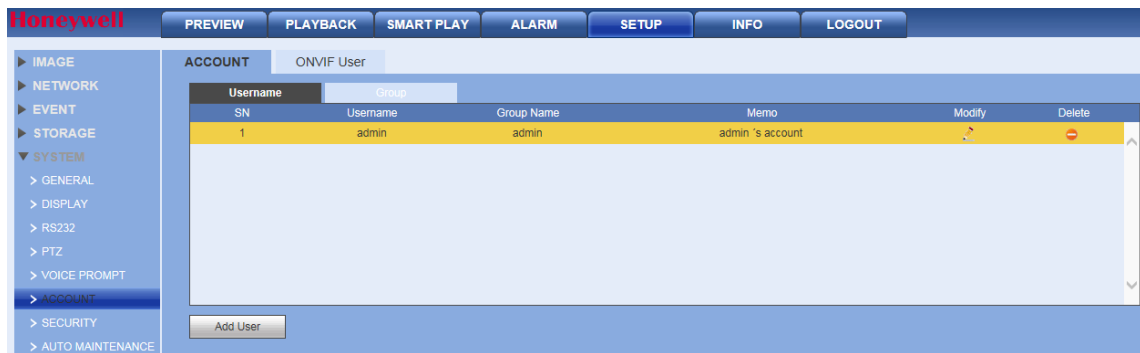 Honeywell PREVIEW PLAYBACK SMART PLAY ALARM SETUP INFO LOGOUT
IMAGE
NETWORK
EVENT
STORAGE
SYSTEM
> GENERAL
> DISPLAY
> RS232
> PTZ
> VOICE PROMPT
> ACCOUNT
> SECURITY
> AUTO MAINTENANCE
ACCOUNT ONVIF User
Username Group
SN Username Group Name Memo Modify Delete
1 admin admin admin 's account
Add User